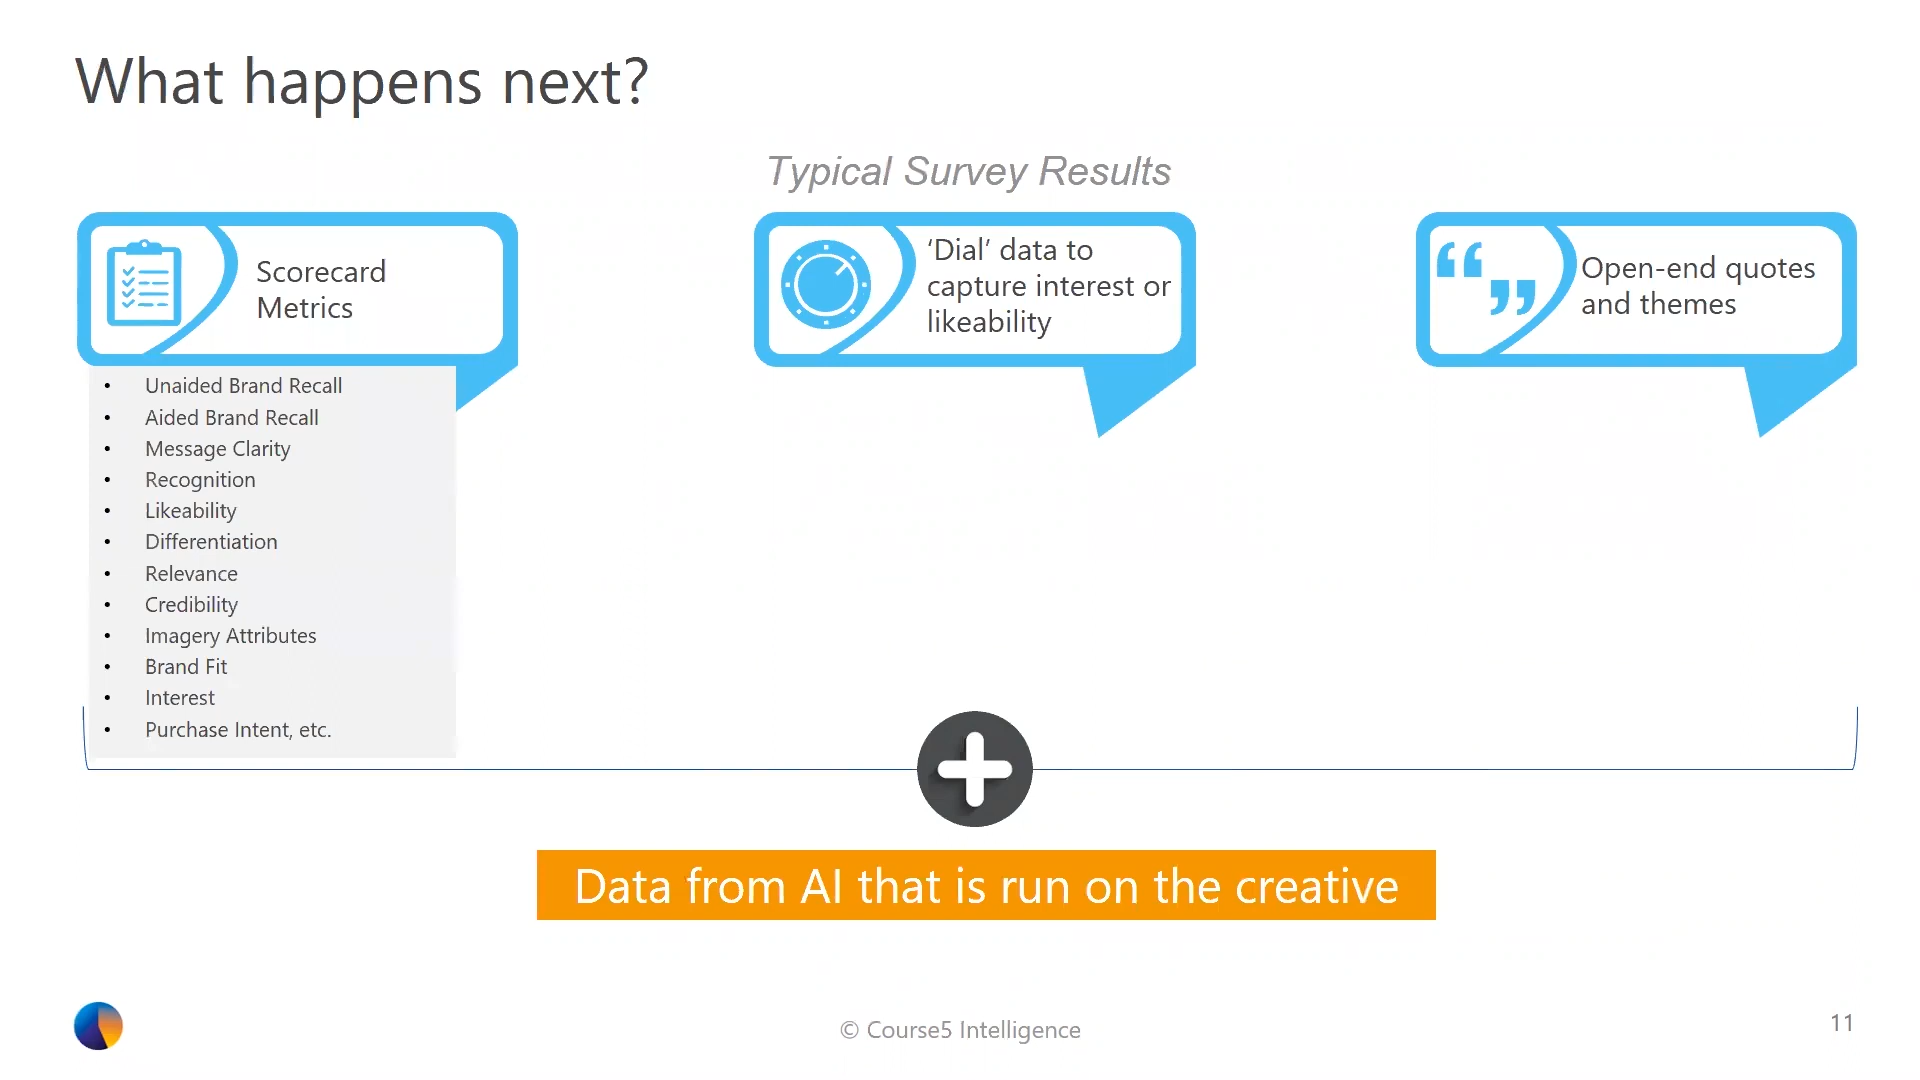 What happens next?
Typical Survey Results
Scorecard
Metrics
• Unaided Brand Recall
• Aided Brand Recall
• Message Clarity
• Recognition
• Likeability
• Differentiation
• Relevance
• Credibility
• Imagery Attributes
• Brand Fit
• Interest
• Purchase Intent, etc.
‘Dial’ data to
capture interest or
likeability
Open-end quotes
and themes
Data from AI that is run on the creative
© Course5 Intelligence
11